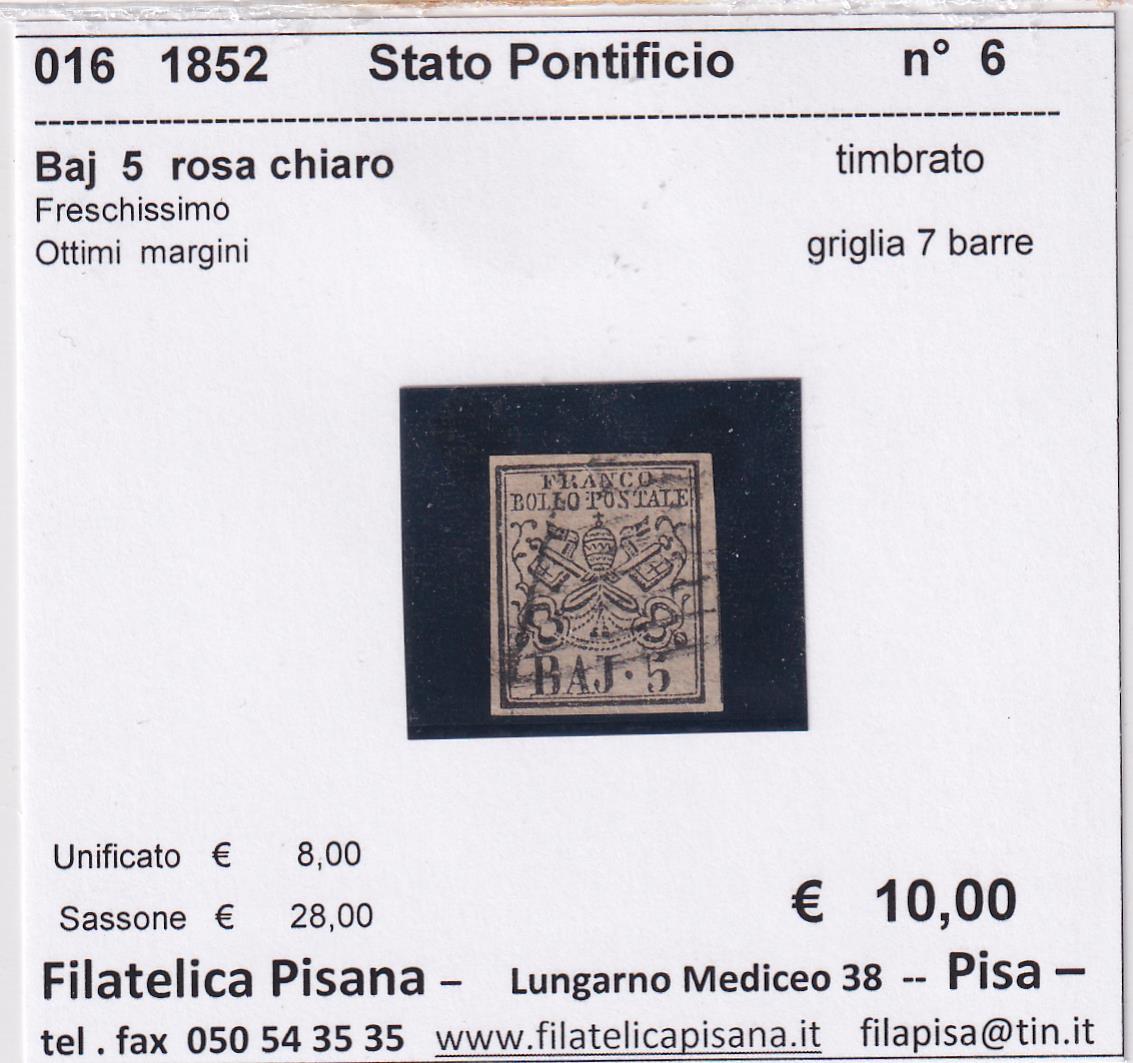 016 1852 Stato Pontificio n° 6
Baj 5 rosa chiaro timbrato
Freschissimo
Ottimi margini griglia 7 barre
FRANCO
BOLLO POSTALE
BAJ · 5
Unificato € 8,00
Sassone € 28,00
€ 10,00
Filatelica Pisana – Lungarno Mediceo 38 -- Pisa –
tel . fax 050 54 35 35 www.filatelicapisana.it filapisa@tin.it